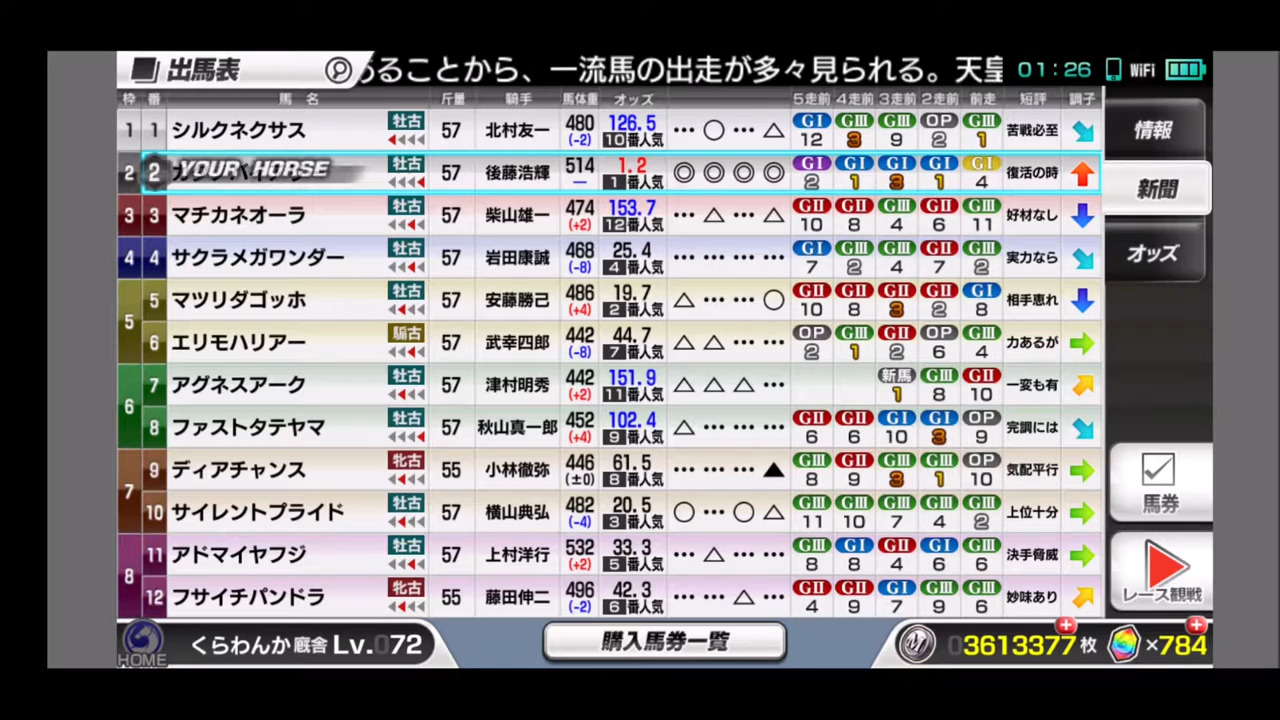 出馬表 あることから、一流馬の出走が多々見られる。天皇 01:26 WiFi
枠 番 馬 名 斤量 騎手 馬体重 オッズ 5走前 4走前 3走前 2走前 前走 短評 調子
1 1 シルクネクサス 牡古 57 北村友一 480 (-2) 126.5 10番人気 … ○ … △ GI 12 GIII 3 GIII 9 OP 2 GIII 1 苦戦必至
2 2 YOUR HORSE 牡古 57 後藤浩輝 514 — 1.2 1番人気 ◎ ◎ ◎ ◎ GI 2 GI 1 GI 3 GI 1 GI 4 復活の時
3 3 マチカネオーラ 牡古 57 柴山雄一 474 (+2) 153.7 12番人気 … △ … △ GII 10 GII 8 GII 4 GII 6 GII 11 好材なし
4 4 サクラメガワンダー 牡古 57 岩田康誠 468 (-8) 25.4 4番人気 … … … … GI 7 GIII 2 GIII 4 GII 7 GIII 2 実力なら
5 5 マツリダゴッホ 牡古 57 安藤勝己 486 (+4) 19.7 2番人気 △ … … ○ GII 10 GII 8 GII 3 GII 2 GI 8 相手恵れ
6 エリモハリアー 騸古 57 武幸四郎 442 (-8) 44.7 7番人気 △ △ … … OP 2 GIII 1 GII 2 OP 6 GIII 4 力あるが
6 7 アグネスアーク 牡古 57 津村明秀 442 (+2) 151.9 11番人気 △ △ △ … 新馬 1 GIII 8 GII 10 一変も有
8 ファストタテヤマ 牡古 57 秋山真一郎 452 (+4) 102.4 9番人気 △ … … … GII 6 GII 6 GI 10 GI 3 OP 9 完調には
7 9 ディアチャンス 牝古 55 小林徹弥 446 (±0) 61.5 8番人気 … … … ▲ GIII 8 GII 9 GIII 3 GIII 1 OP 10 気配平行
10 サイレントプライド 牡古 57 横山典弘 482 (-4) 20.5 3番人気 ○ … ○ △ GIII 11 GIII 10 GIII 7 GIII 4 GIII 2 上位十分
8 11 アドマイヤフジ 牡古 57 上村洋行 532 (+2) 33.3 5番人気 … △ … … GIII 8 GI 8 GII 4 GI 6 GIII 6 決手脅威
12 フサイチパンドラ 牝古 55 藤田伸二 496 (-2) 42.3 6番人気 … … △ … GII 4 GII 9 GI 7 GIII 9 GIII 6 妙味あり
情報
新聞
オッズ
馬券
レース観戦
HOME くらわんか厩舎 Lv.072 購入馬券一覧 03613377枚 ×784